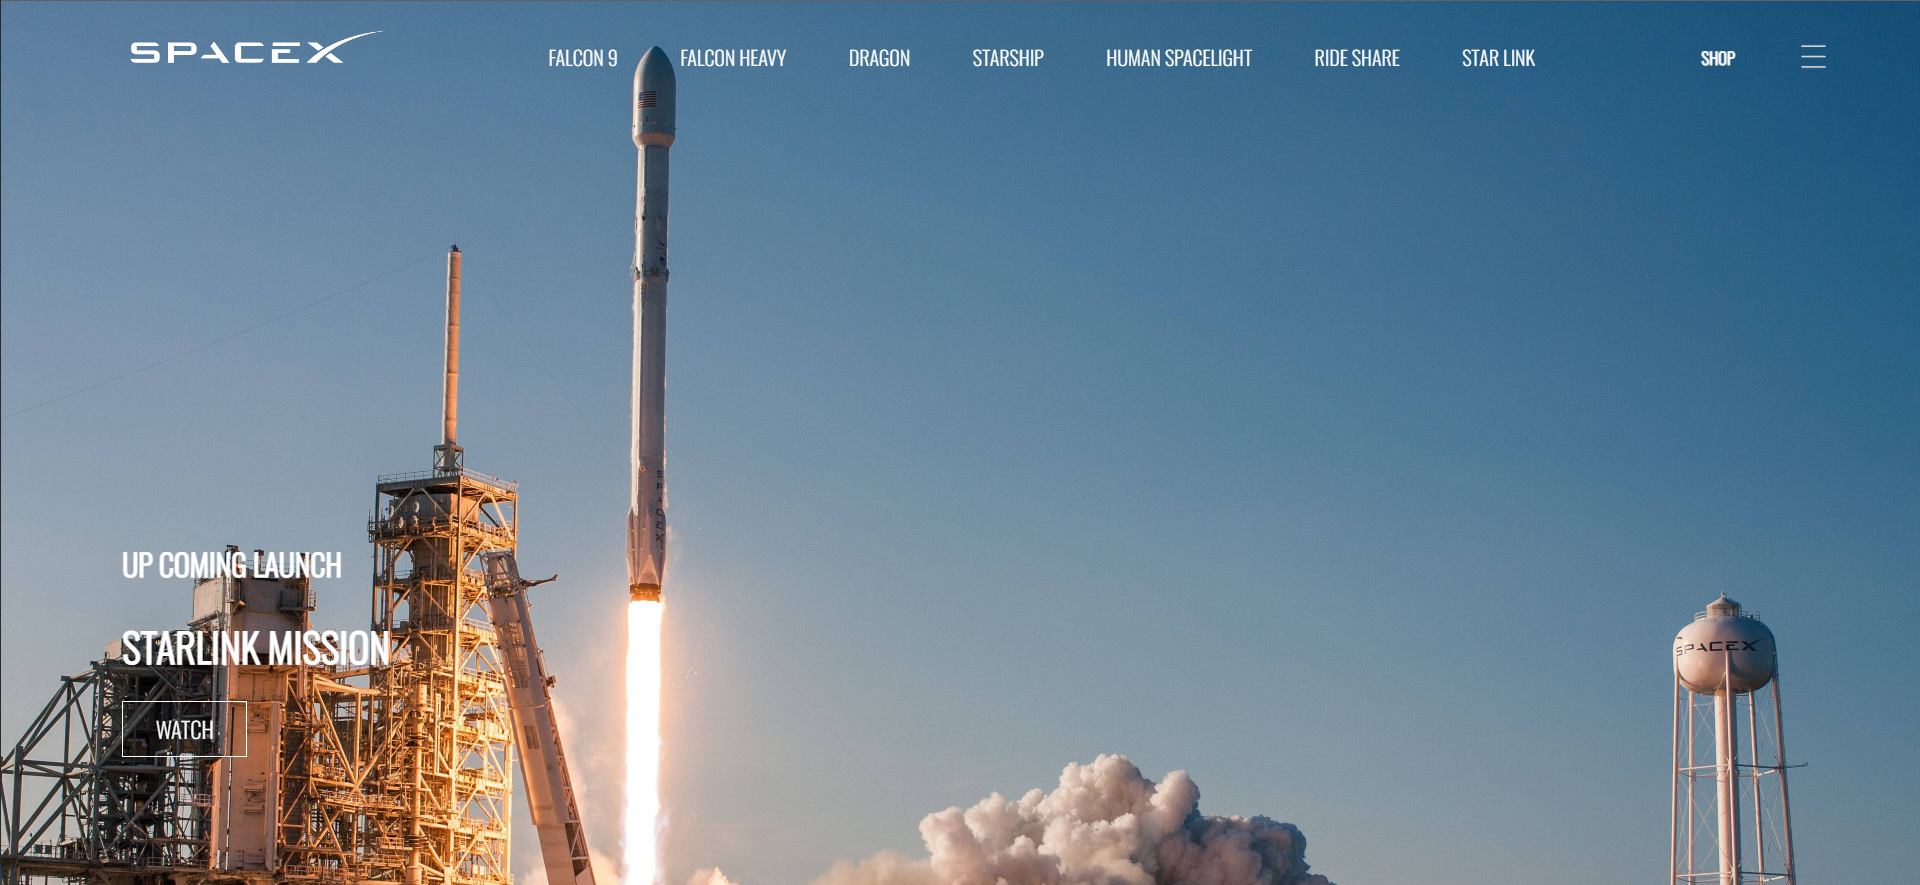 SPACEX
FALCON 9
FALCON HEAVY
DRAGON
STARSHIP
HUMAN SPACELIGHT
RIDE SHARE
STAR LINK
SHOP
SPACEX
UP COMING LAUNCH
STARLINK MISSION
SPACEX
WATCH